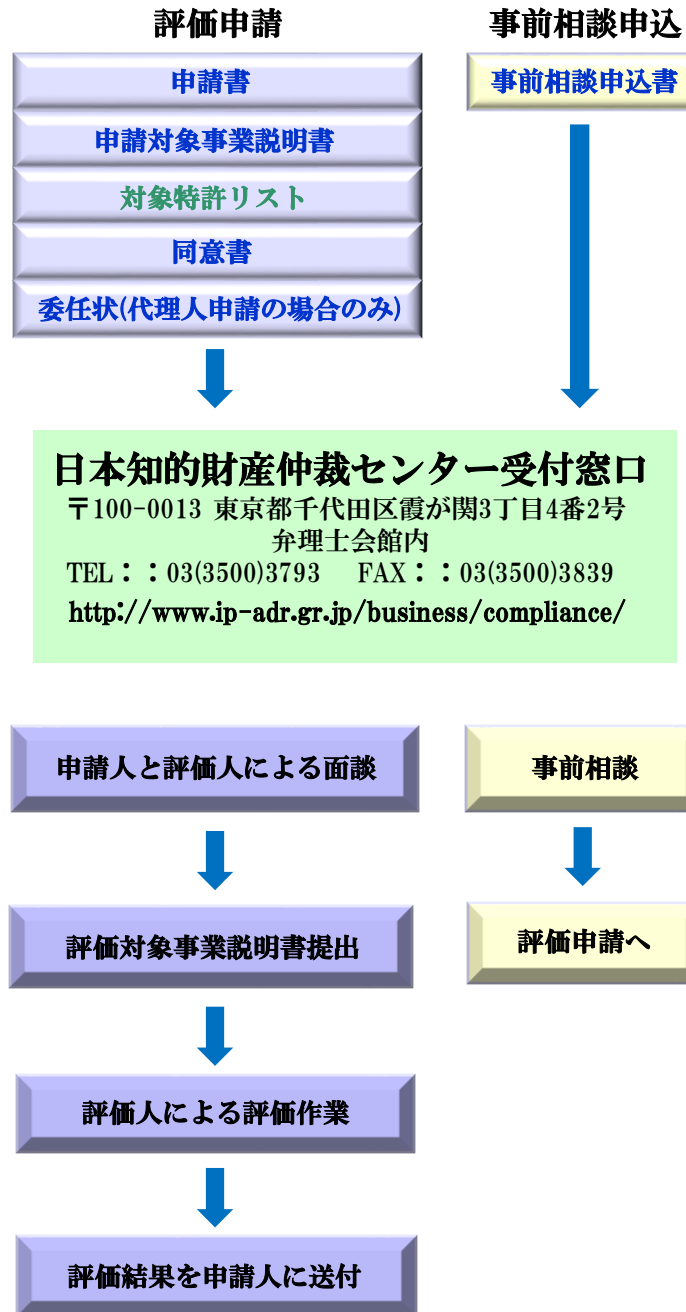 評価申請
申請書
申請対象事業説明書
対象特許リスト
同意書
委任状(代理人申請の場合のみ)
事前相談申込
事前相談申込書
日本知的財産仲裁センター受付窓口
〒100-0013 東京都千代田区霞が関3丁目4番2号
弁理士会館内
TEL：：03(3500)3793 FAX：：03(3500)3839
http://www.ip-adr.gr.jp/business/compliance/
申請人と評価人による面談
評価対象事業説明書提出
評価人による評価作業
評価結果を申請人に送付
事前相談
評価申請へ